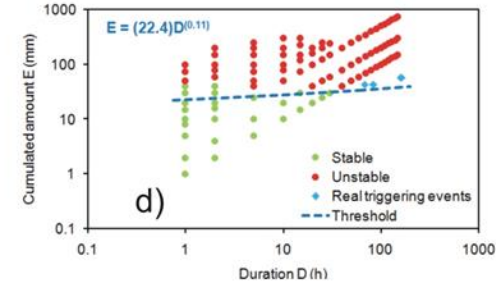 1000
E = (22.4)D(0.11)
100
10
1
0.1
Cumulated amount E (mm)
d)
Stable
Unstable
Real triggering events
Threshold
0.1
1
10
100
1000
Duration D (h)